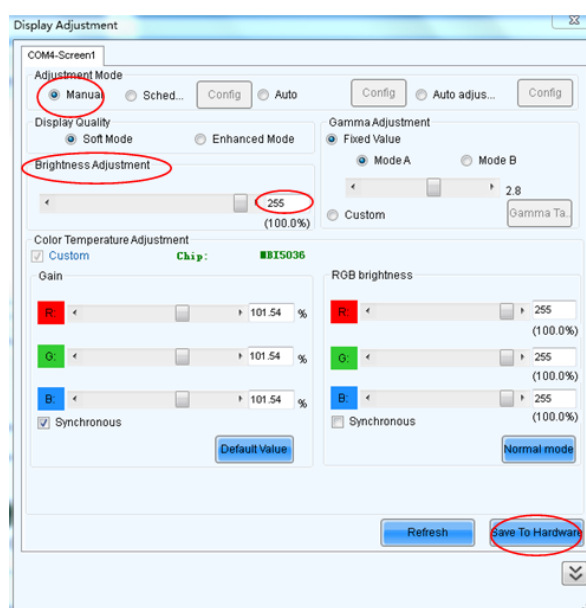 Display Adjustment
COM4-Screen1
Adjustment Mode
Manual Sched... Config Auto Config Auto adjus... Config
Display Quality
Soft Mode Enhanced Mode
Gamma Adjustment
Fixed Value
Mode A Mode B
2.8
Custom Gamma Ta..
Brightness Adjustment
255
(100.0%)
Color Temperature Adjustment
Custom Chip: MBI5036
Gain
R: 101.54 %
G: 101.54 %
B: 101.54 %
Synchronous
Default Value
RGB brightness
R: 255
(100.0%)
G: 255
(100.0%)
B: 255
(100.0%)
Synchronous
Normal mode
Refresh Save To Hardware